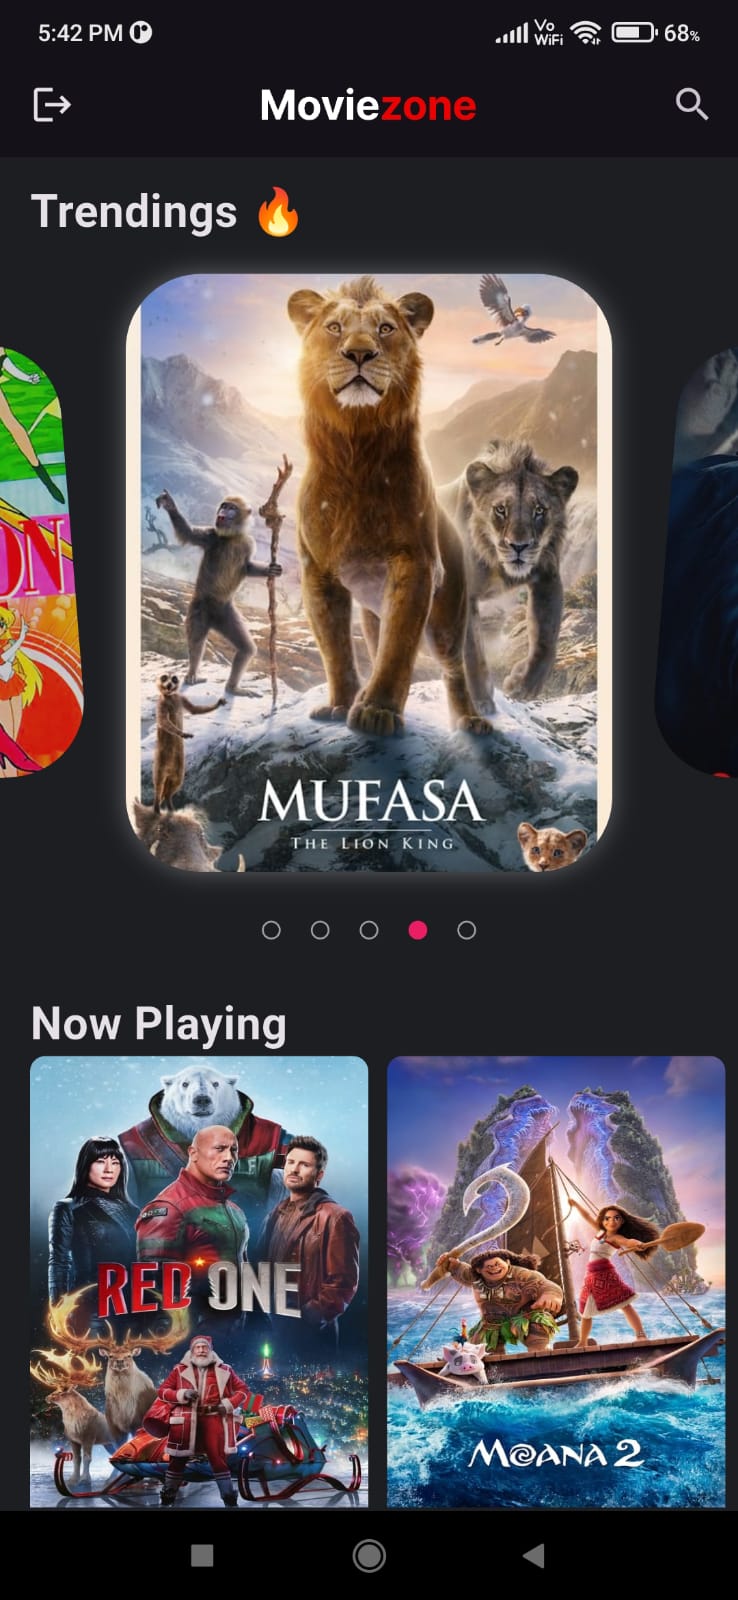 5:42 PM
Vo
WiFi
68%
Moviezone
Trendings 🔥
ON
MUFASA
THE LION KING
Now Playing
RED ONE
MOANA 2